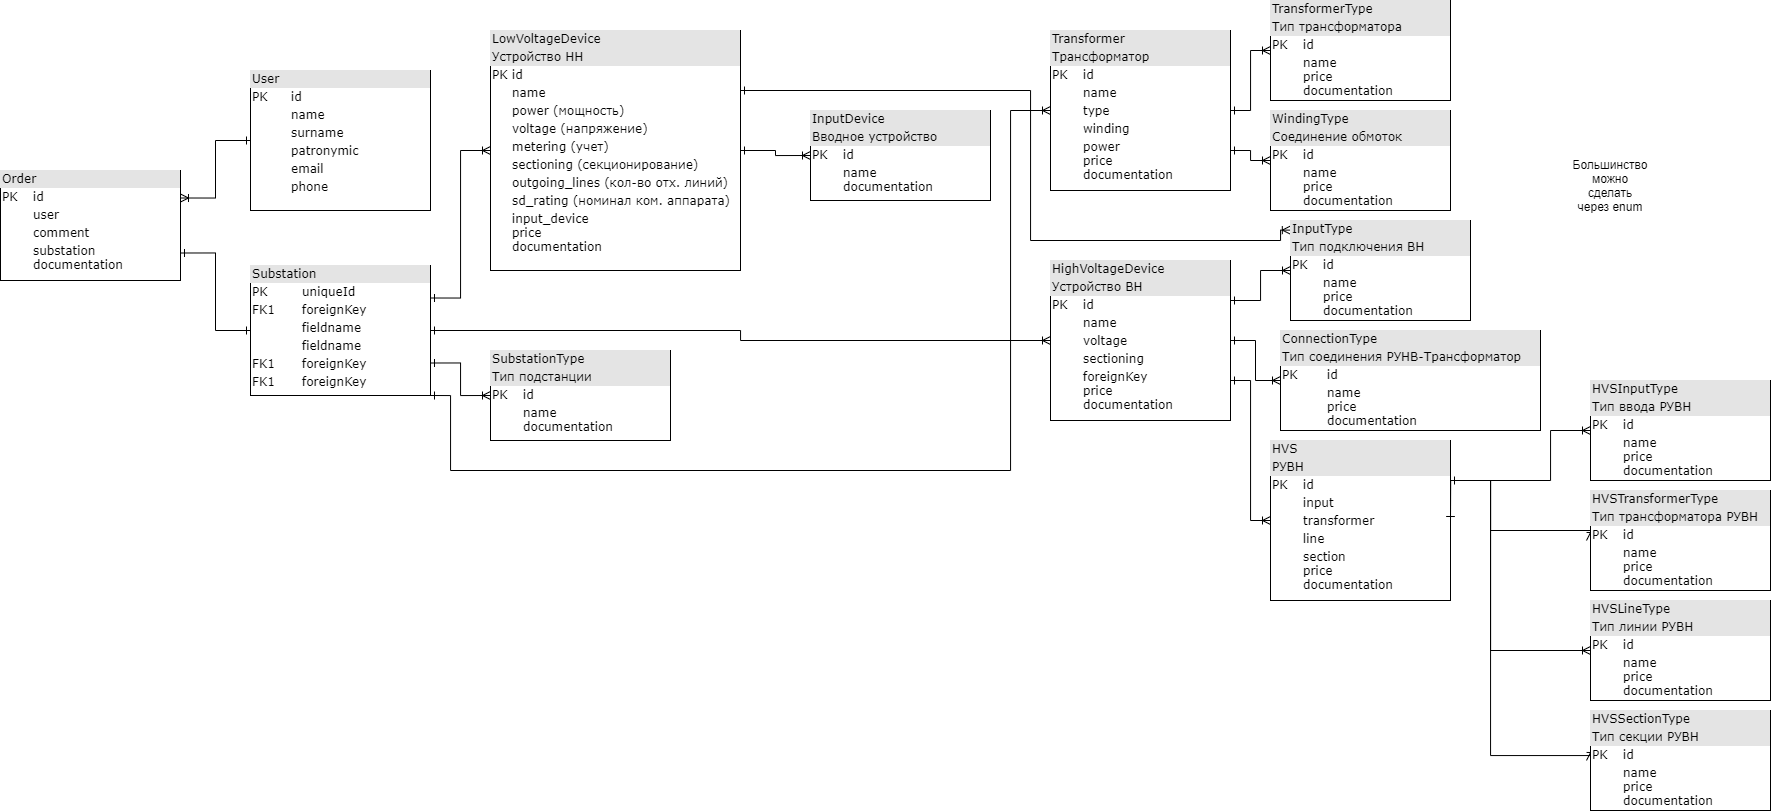 Order
PK id
user
comment
substation
documentation
User
PK id
name
surname
patronymic
email
phone
Substation
PK uniqueId
FK1 foreignKey
fieldname
fieldname
FK1 foreignKey
FK1 foreignKey
LowVoltageDevice
Устройство НН
PK id
name
power (мощность)
voltage (напряжение)
metering (учет)
sectioning (секционирование)
outgoing_lines (кол-во отх. линий)
sd_rating (номинал ком. аппарата)
input_device
price
documentation
SubstationType
Тип подстанции
PK id
name
documentation
InputDevice
Вводное устройство
PK id
name
documentation
Transformer
Трансформатор
PK id
name
type
winding
power
price
documentation
HighVoltageDevice
Устройство ВН
PK id
name
voltage
sectioning
foreignKey
price
documentation
TransformerType
Тип трансформатора
PK id
name
price
documentation
WindingType
Соединение обмоток
PK id
name
price
documentation
InputType
Тип подключения ВН
PK id
name
price
documentation
ConnectionType
Тип соединения РУНВ-Трансформатор
PK id
name
price
documentation
HVS
РУВН
PK id
input
transformer
line
section
price
documentation
Большинство
можно
сделать
через enum
HVSInputType
Тип ввода РУВН
PK id
name
price
documentation
HVSTransformerType
Тип трансформатора РУВН
PK id
name
price
documentation
HVSLineType
Тип линии РУВН
PK id
name
price
documentation
HVSSectionType
Тип секции РУВН
PK id
name
price
documentation